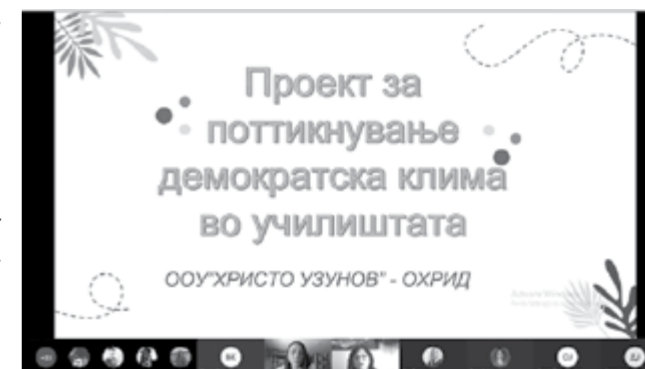 Проект за
поттикнување
демократска клима
во училиштата
ООУ"ХРИСТО УЗУНОВ" - ОХРИД